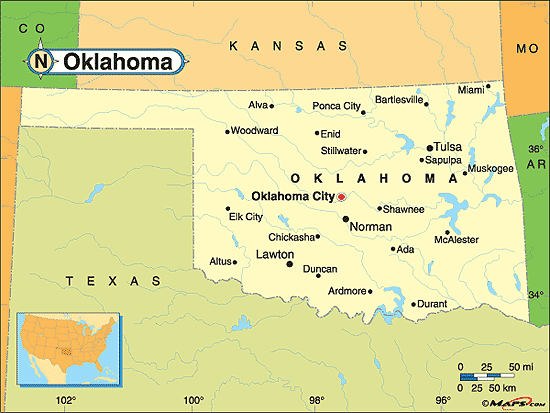 CO
KANSAS
MO
N Oklahoma
Miami
Bartlesville
Alva
Ponca City
Woodward
Enid
Tulsa
Stillwater
Sapulpa
36°
AR
Muskogee
OKLAHOMA
Oklahoma City
Shawnee
Elk City
Norman
McAlester
Chickasha
Ada
Altus
Lawton
Duncan
TEXAS
Ardmore
Durant
34°
0 25 50 mi
0 25 50 km
102°
100°
98°
96°
©MAPS.COM